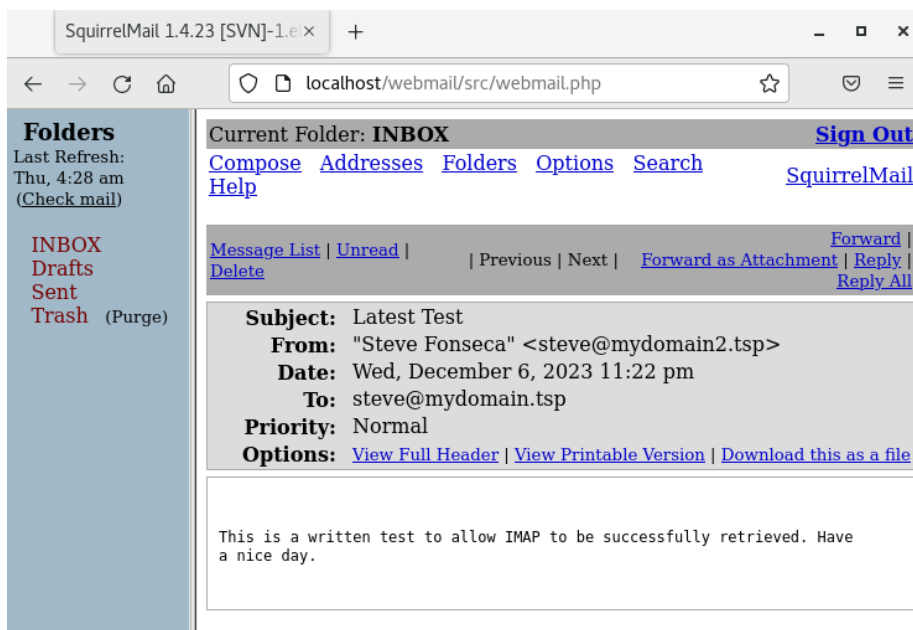 SquirrelMail 1.4.23 [SVN]-1.el
localhost/webmail/src/webmail.php
Folders
Last Refresh:
Thu, 4:28 am
(Check mail)
INBOX
Drafts
Sent
Trash (Purge)
Current Folder: INBOX Sign Out
Compose Addresses Folders Options Search
Help
SquirrelMail
Message List | Unread |
Delete
| Previous | Next |
Forward |
Forward as Attachment | Reply |
Reply All
Subject: Latest Test
From: "Steve Fonseca" <steve@mydomain2.tsp>
Date: Wed, December 6, 2023 11:22 pm
To: steve@mydomain.tsp
Priority: Normal
Options: View Full Header | View Printable Version | Download this as a file
This is a written test to allow IMAP to be successfully retrieved. Have
a nice day.